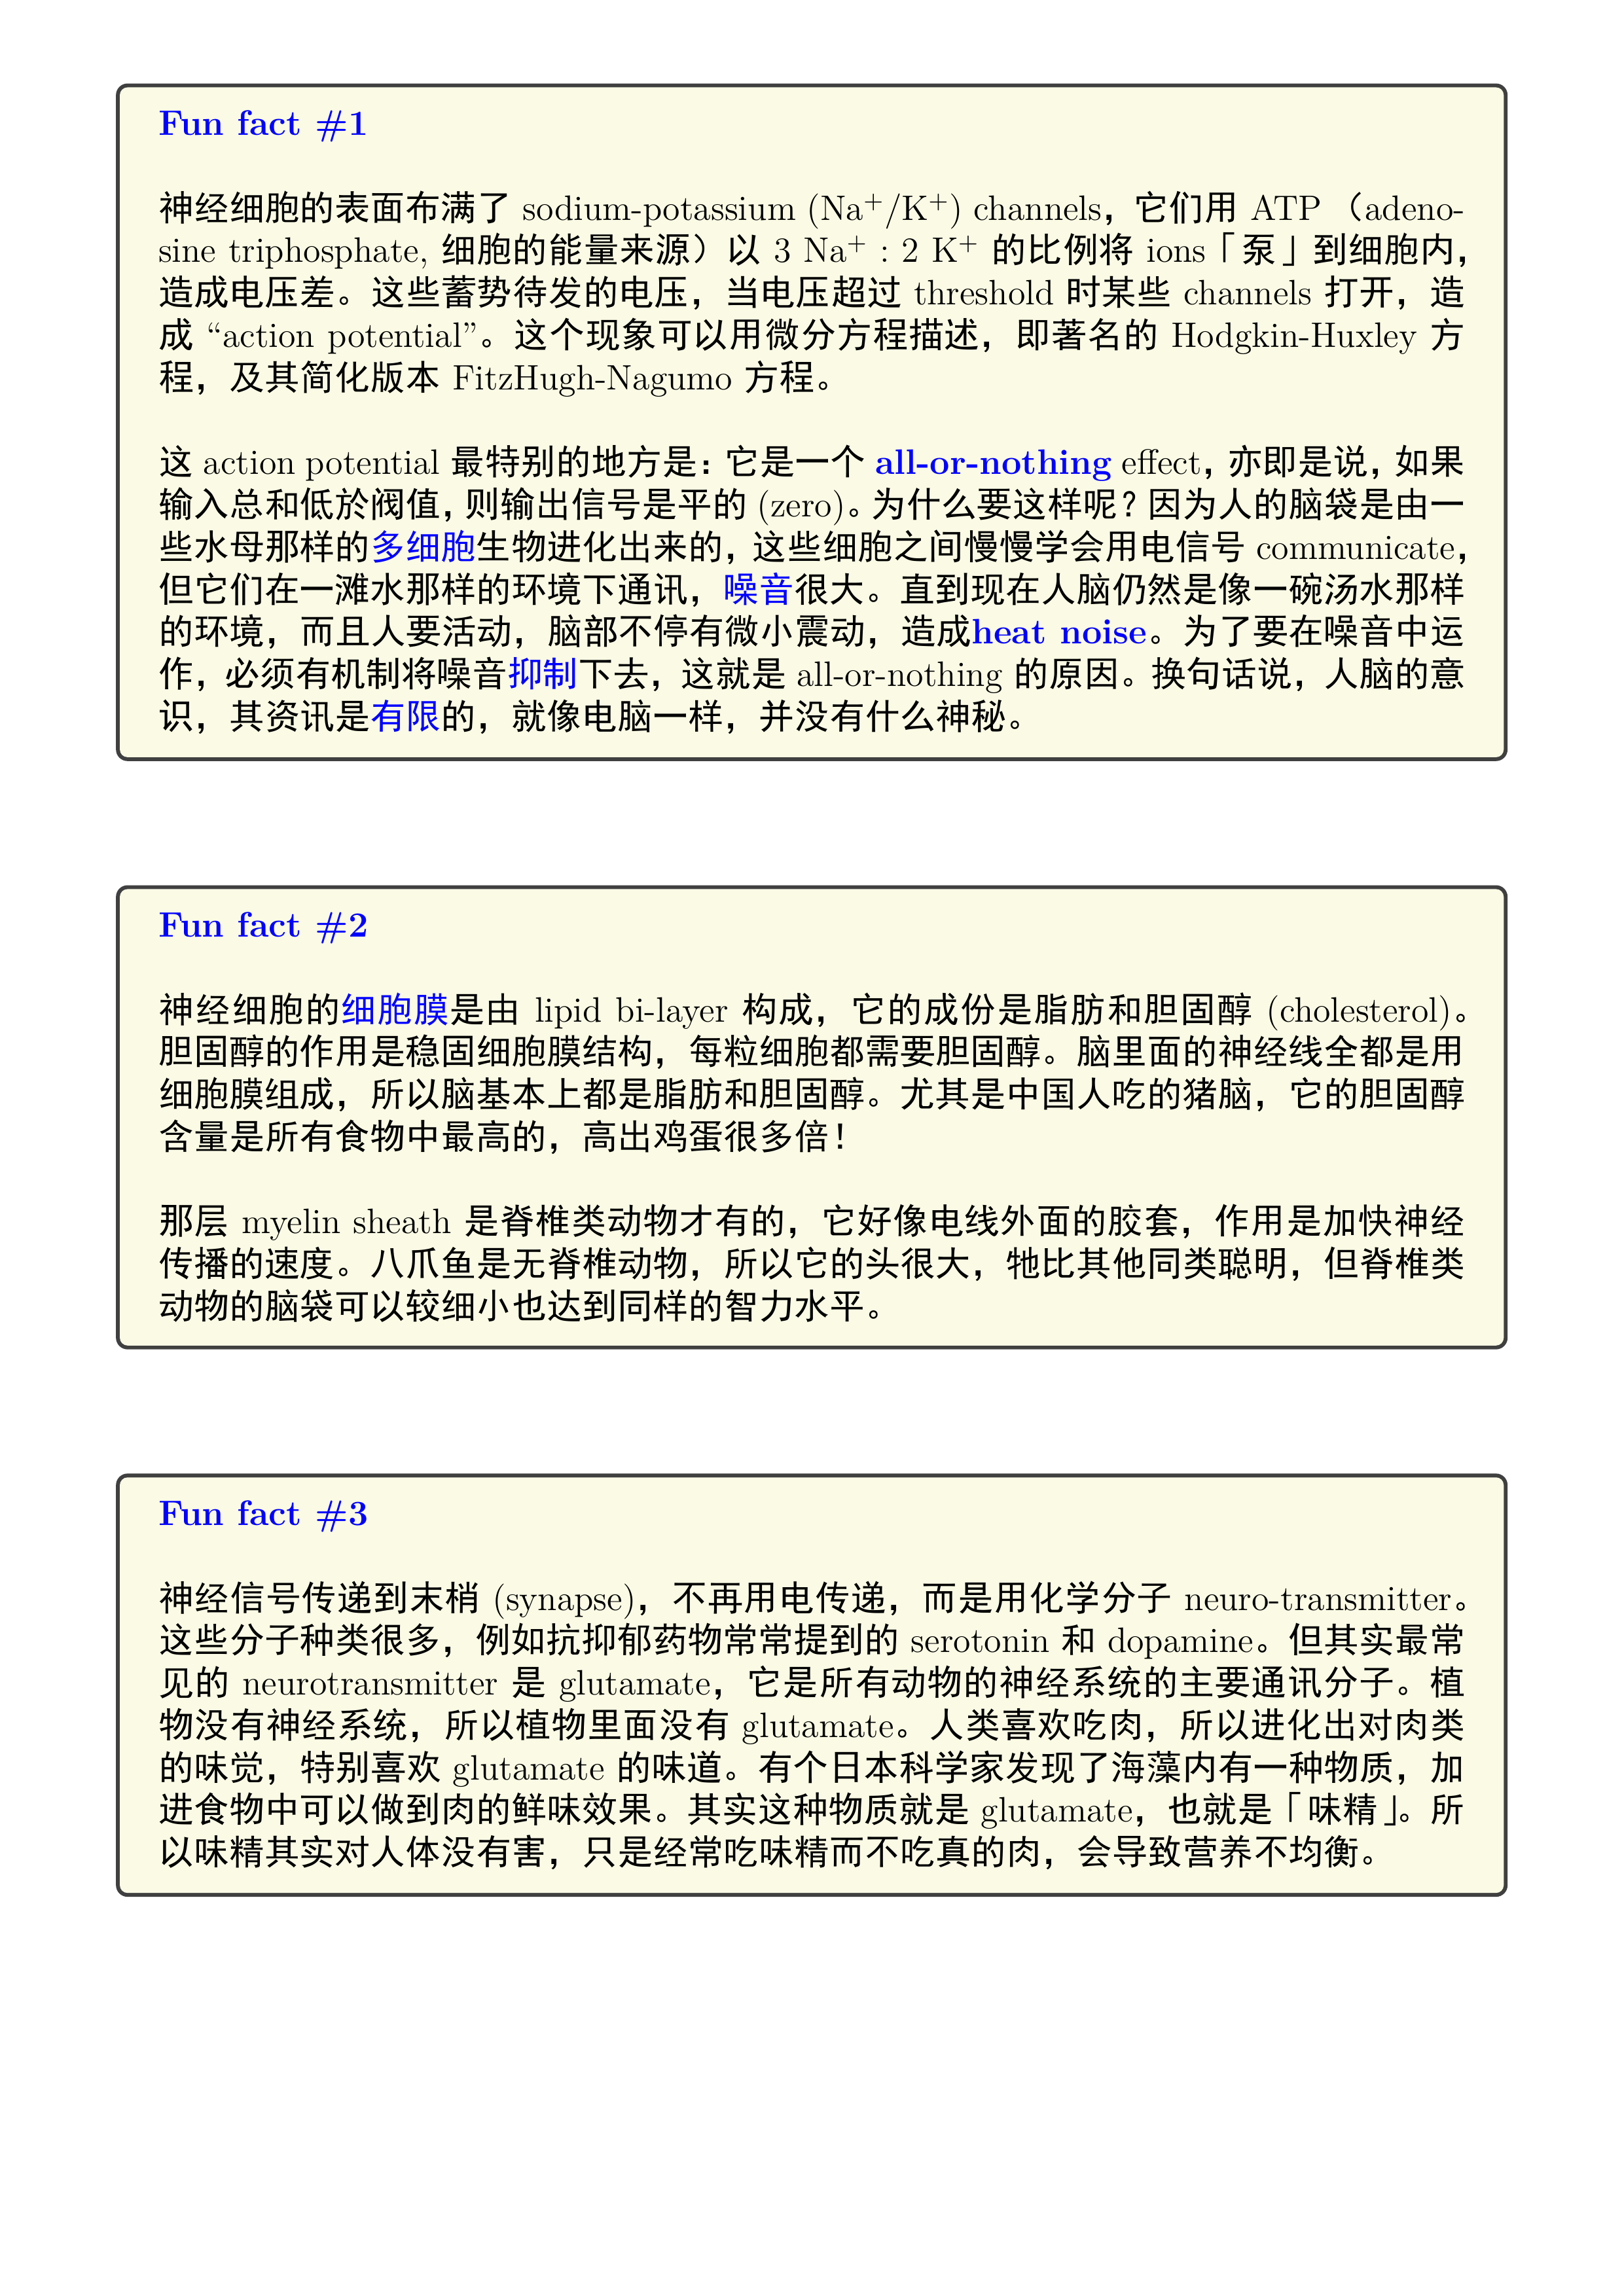 Fun fact #1
神经细胞的表面布满了 sodium-potassium (Na⁺/K⁺) channels，它们用 ATP （adeno-
sine triphosphate, 细胞的能量来源）以 3 Na⁺ : 2 K⁺ 的比例将 ions「泵」到细胞内，
造成电压差。这些蓄势待发的电压，当电压超过 threshold 时某些 channels 打开，造
成 “action potential”。这个现象可以用微分方程描述，即著名的 Hodgkin-Huxley 方
程，及其简化版本 FitzHugh-Nagumo 方程。
这 action potential 最特别的地方是：它是一个 all-or-nothing effect，亦即是说，如果
输入总和低於阀值，则输出信号是平的 (zero)。为什么要这样呢？因为人的脑袋是由一
些水母那样的多细胞生物进化出来的，这些细胞之间慢慢学会用电信号 communicate，
但它们在一滩水那样的环境下通讯，噪音很大。直到现在人脑仍然是像一碗汤水那样
的环境，而且人要活动，脑部不停有微小震动，造成heat noise。为了要在噪音中运
作，必须有机制将噪音抑制下去，这就是 all-or-nothing 的原因。换句话说，人脑的意
识，其资讯是有限的，就像电脑一样，并没有什么神秘。
Fun fact #2
神经细胞的细胞膜是由 lipid bi-layer 构成，它的成份是脂肪和胆固醇 (cholesterol)。
胆固醇的作用是稳固细胞膜结构，每粒细胞都需要胆固醇。脑里面的神经线全都是用
细胞膜组成，所以脑基本上都是脂肪和胆固醇。尤其是中国人吃的猪脑，它的胆固醇
含量是所有食物中最高的，高出鸡蛋很多倍！
那层 myelin sheath 是脊椎类动物才有的，它好像电线外面的胶套，作用是加快神经
传播的速度。八爪鱼是无脊椎动物，所以它的头很大，牠比其他同类聪明，但脊椎类
动物的脑袋可以较细小也达到同样的智力水平。
Fun fact #3
神经信号传递到末梢 (synapse)，不再用电传递，而是用化学分子 neuro-transmitter。
这些分子种类很多，例如抗抑郁药物常常提到的 serotonin 和 dopamine。但其实最常
见的 neurotransmitter 是 glutamate，它是所有动物的神经系统的主要通讯分子。植
物没有神经系统，所以植物里面没有 glutamate。人类喜欢吃肉，所以进化出对肉类
的味觉，特别喜欢 glutamate 的味道。有个日本科学家发现了海藻内有一种物质，加
进食物中可以做到肉的鲜味效果。其实这种物质就是 glutamate，也就是「味精」。所
以味精其实对人体没有害，只是经常吃味精而不吃真的肉，会导致营养不均衡。